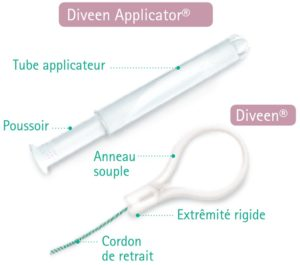 Diveen Applicator®
Tube applicateur
Poussoir
Diveen®
Anneau
souple
Extrêmité rigide
Cordon
de retrait